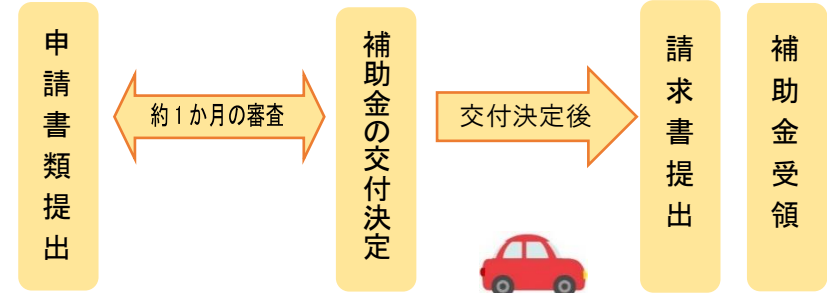 申請書類提出
約1か月の審査
補助金の交付決定
交付決定後
請求書提出
補助金受領